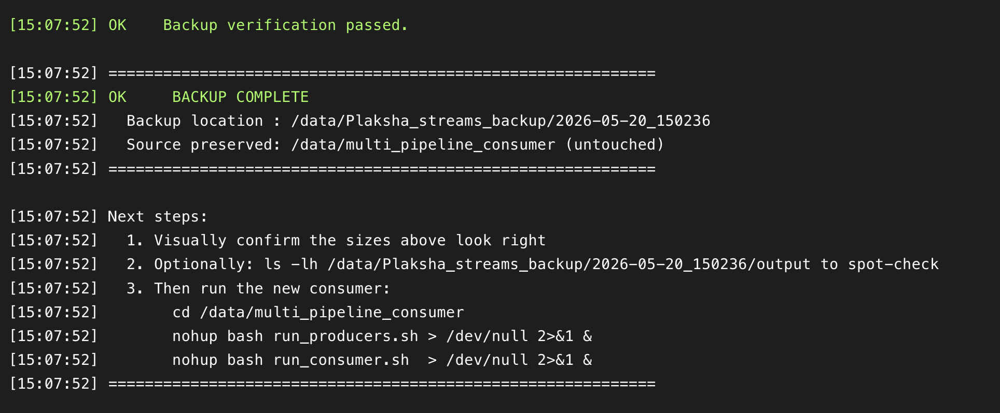 [15:07:52] OK    Backup verification passed.
[15:07:52] ============================================================
[15:07:52] OK     BACKUP COMPLETE
[15:07:52]   Backup location : /data/Plaksha_streams_backup/2026-05-20_150236
[15:07:52]   Source preserved: /data/multi_pipeline_consumer (untouched)
[15:07:52] ============================================================
[15:07:52] Next steps:
[15:07:52]   1. Visually confirm the sizes above look right
[15:07:52]   2. Optionally: ls -lh /data/Plaksha_streams_backup/2026-05-20_150236/output to spot-check
[15:07:52]   3. Then run the new consumer:
[15:07:52]        cd /data/multi_pipeline_consumer
[15:07:52]        nohup bash run_producers.sh > /dev/null 2>&1 &
[15:07:52]        nohup bash run_consumer.sh  > /dev/null 2>&1 &
[15:07:52] ============================================================